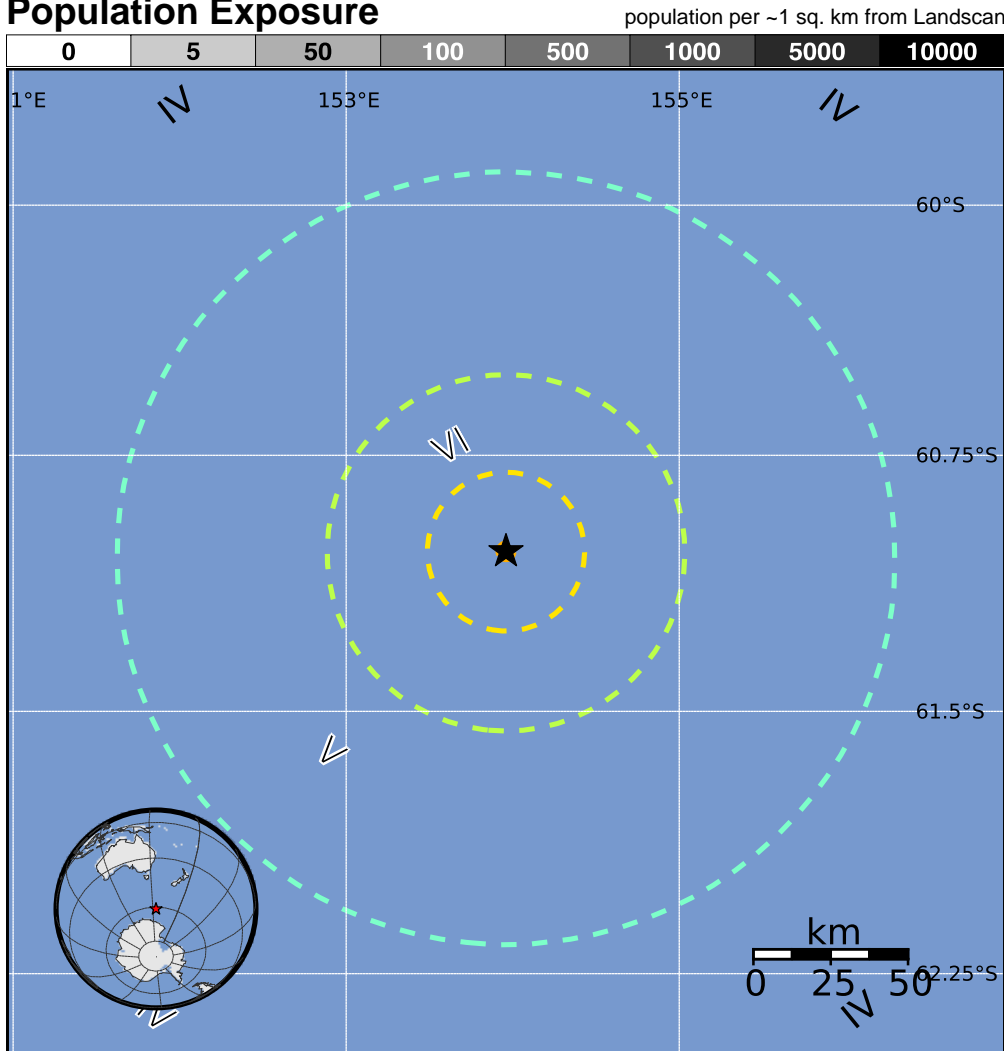 Population Exposure
population per ~1 sq. km from Landscan
0 5 50 100 500 1000 5000 10000
1°E 153°E 155°E
IV IV
60°S
VI
60.75°S
61.5°S
V
km
0 25 50
62.25°S
IV
IV